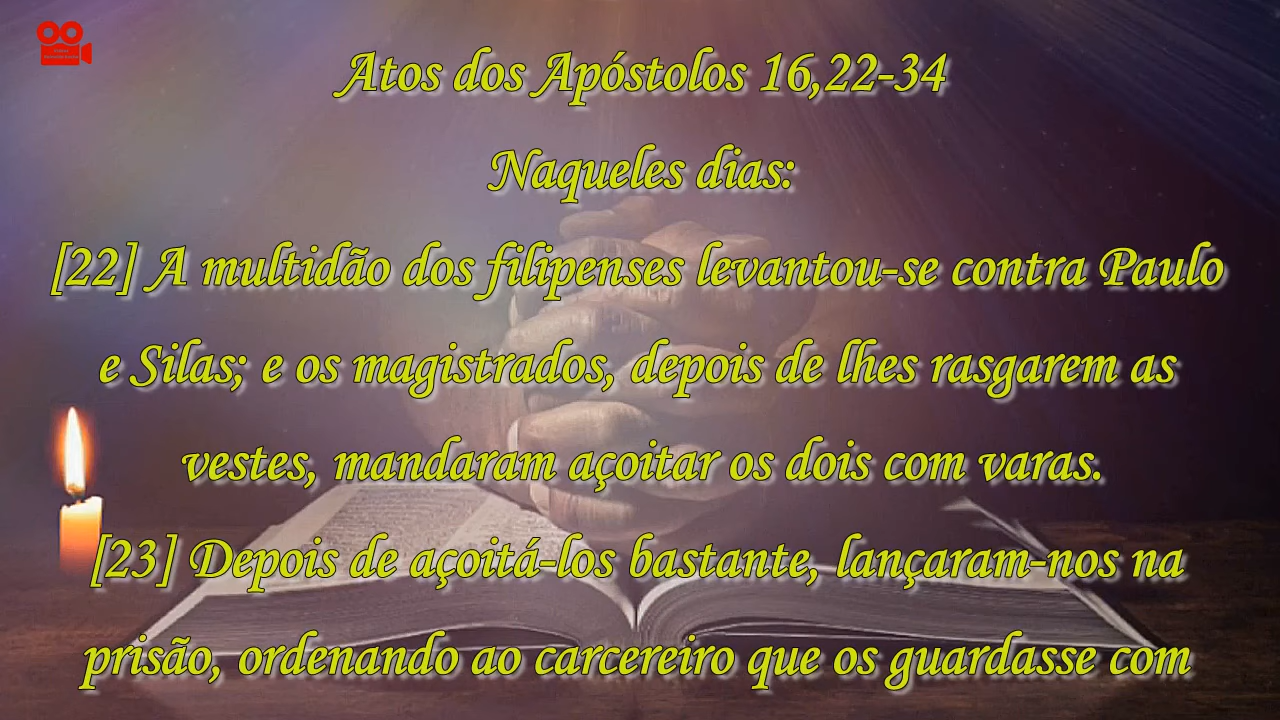 Atos dos Apóstolos 16,22-34
Naqueles dias:
[22] A multidão dos filipenses levantou-se contra Paulo
e Silas; e os magistrados, depois de lhes rasgarem as
vestes, mandaram açoitar os dois com varas.
[23] Depois de açoitá-los bastante, lançaram-nos na
prisão, ordenando ao carcereiro que os guardasse com